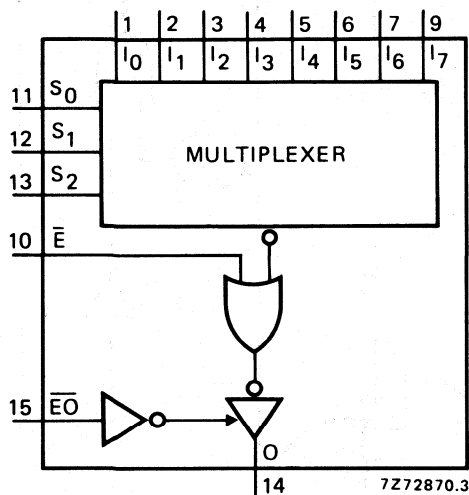 1 2 3 4 5 6 7 9
I0 I1 I2 I3 I4 I5 I6 I7
11 S0
MULTIPLEXER
12 S1
13 S2
10 E̅
15 E̅O̅
O
14
7Z72870.3